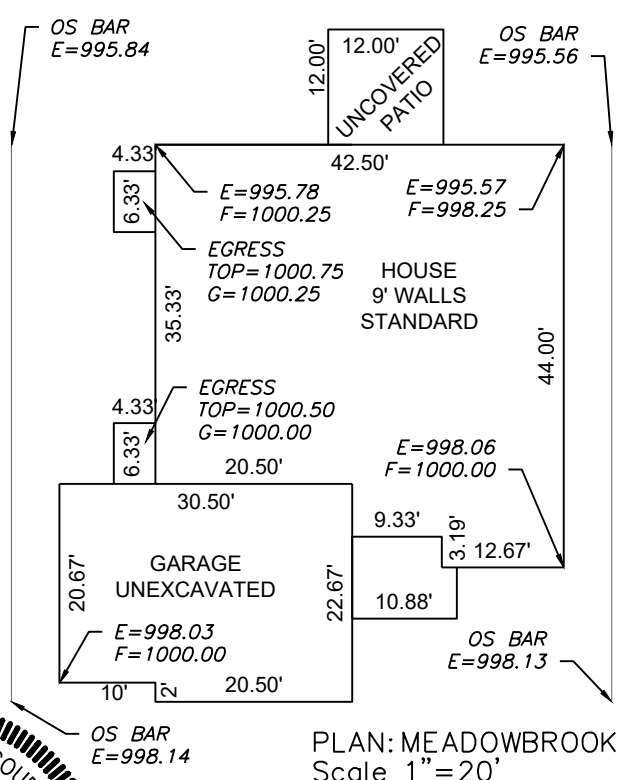 OS BAR
E=995.84
12.00'
12.00'
UNCOVERED
PATIO
OS BAR
E=995.56
4.33
42.50'
6.33'
E=995.78
F=1000.25
E=995.57
F=998.25
EGRESS
TOP=1000.75
G=1000.25
HOUSE
9' WALLS
STANDARD
35.33'
44.00'
4.33'
EGRESS
TOP=1000.50
G=1000.00
6.33'
20.50'
E=998.06
F=1000.00
30.50'
9.33'
3.19'
12.67'
20.67'
GARAGE
UNEXCAVATED
22.67'
10.88'
E=998.03
F=1000.00
10'
2'
20.50'
OS BAR
E=998.13
OS BAR
E=998.14
PLAN: MEADOWBROOK
Scale 1"=20'